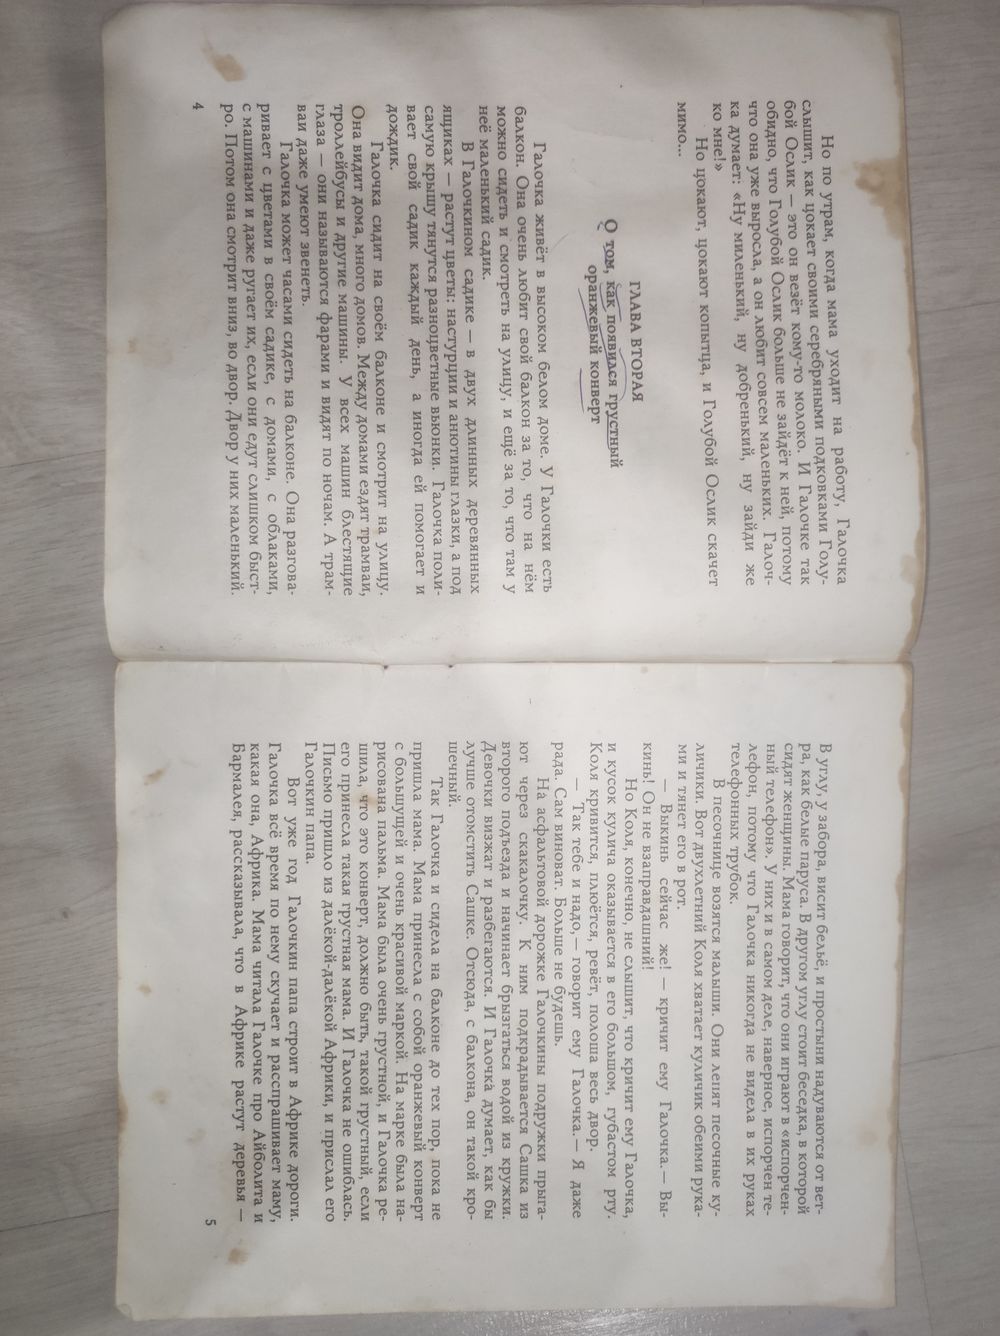 Но по утрам, когда мама уходит на работу, Галочка
слышит, как цокает своими серебряными подковками Голу-
бой Ослик — это он везёт кому-то молоко. И Галочке так
обидно, что Голубой Ослик больше не зайдёт к ней, потому
что она уже выросла, а он любит совсем маленьких. Галоч-
ка думает: «Ну миленький, ну добренький, ну зайди же
ко мне!»
Но цокают, цокают копытца, и Голубой Ослик скачет
мимо...
ГЛАВА ВТОРАЯ
О том, как появился грустный
оранжевый конверт
Галочка живёт в высоком белом доме. У Галочки есть
балкон. Она очень любит свой балкон за то, что на нём
можно сидеть и смотреть на улицу, и ещё за то, что там у
неё маленький садик.
В Галочкином садике — в двух длинных деревянных
ящиках — растут цветы: настурции и анютины глазки, а под
самую крышу тянутся разноцветные вьюнки. Галочка поли-
вает свой садик каждый день, а иногда ей помогает и
дождик.
Галочка сидит на своём балконе и смотрит на улицу.
Она видит дома, много домов. Между домами ездят трамваи,
троллейбусы и другие машины. У всех машин блестящие
глаза — они называются фарами и видят по ночам. А трам-
ваи даже умеют звенеть.
Галочка может часами сидеть на балконе. Она разгова-
ривает с цветами в своём садике, с домами, с облаками,
с машинами и даже ругает их, если они едут слишком быст-
ро. Потом она смотрит вниз, во двор. Двор у них маленький.
4
В углу, у забора, висит бельё, и простыни надуваются от вет-
ра, как белые паруса. В другом углу стоит беседка, в которой
сидят женщины. Мама говорит, что они играют в «испорчен-
ный телефон». У них и в самом деле, наверное, испорчен те-
лефон, потому что Галочка никогда не видела в их руках
телефонных трубок.
В песочнице возятся малыши. Они лепят песочные ку-
личики. Вот двухлетний Коля хватает куличик обеими рука-
ми и тянет его в рот.
— Выкинь сейчас же! — кричит ему Галочка.— Вы-
кинь! Он не взаправдашний!
Но Коля, конечно, не слышит, что кричит ему Галочка,
и кусок кулича оказывается в его большом, губастом рту.
Коля кривится, плюётся, ревёт, полоша весь двор.
— Так тебе и надо,— говорит ему Галочка.— Я даже
рада. Сам виноват. Больше не будешь.
На асфальтовой дорожке Галочкины подружки прыга-
ют через скакалочку. К ним подкрадывается Сашка из
второго подъезда и начинает брызгаться водой из кружки.
Девочки визжат и разбегаются. И Галочка думает, как бы
лучше отомстить Сашке. Отсюда, с балкона, он такой кро-
шечный.
Так Галочка и сидела на балконе до тех пор, пока не
пришла мама. Мама принесла с собой оранжевый конверт
с большущей и очень красивой маркой. На марке была на-
рисована пальма. Мама была очень грустной, и Галочка ре-
шила, что это конверт, должно быть, такой грустный, если
его принесла такая грустная мама. И Галочка не ошиблась.
Письмо пришло из далёкой-далёкой Африки, и прислал его
Галочкин папа.
Вот уже год Галочкин папа строит в Африке дороги.
Галочка всё время по нему скучает и расспрашивает маму,
какая она, Африка. Мама читала Галочке про Айболита и
Бармалея, рассказывала, что в Африке растут деревья —
5